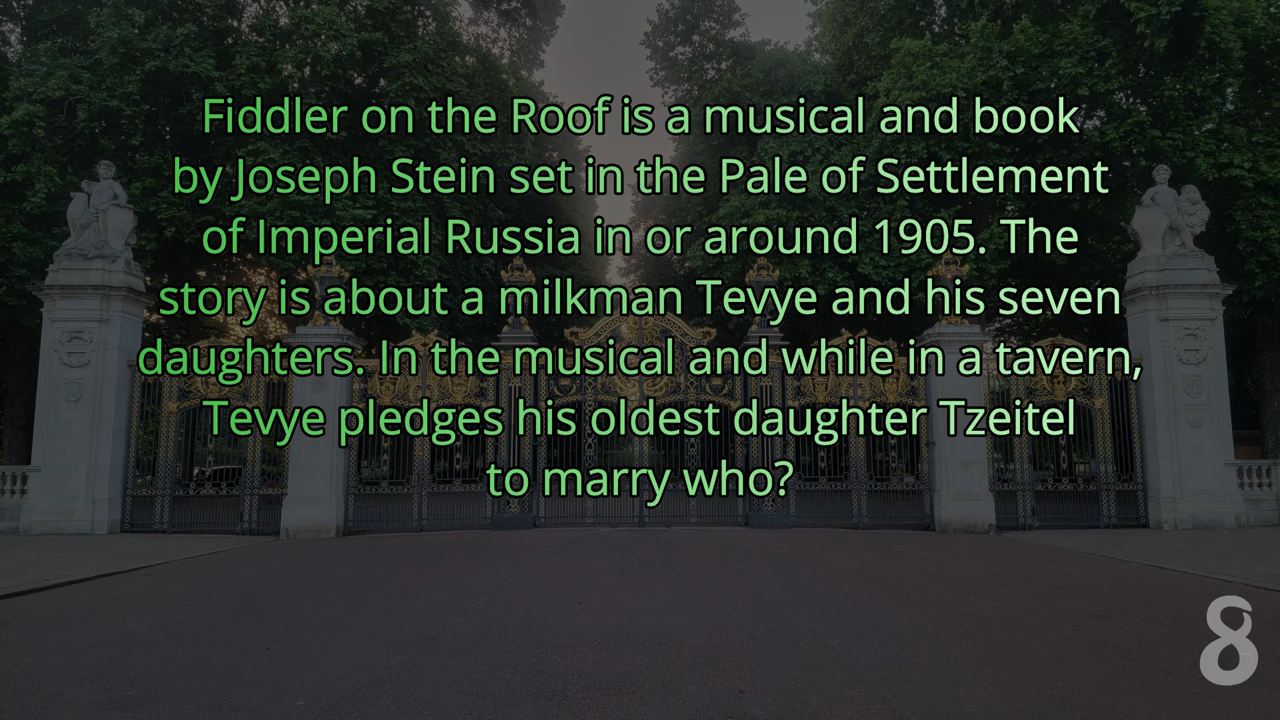 Fiddler on the Roof is a musical and book
by Joseph Stein set in the Pale of Settlement
of Imperial Russia in or around 1905. The
story is about a milkman Tevye and his seven
daughters. In the musical and while in a tavern,
Tevye pledges his oldest daughter Tzeitel
to marry who?
8